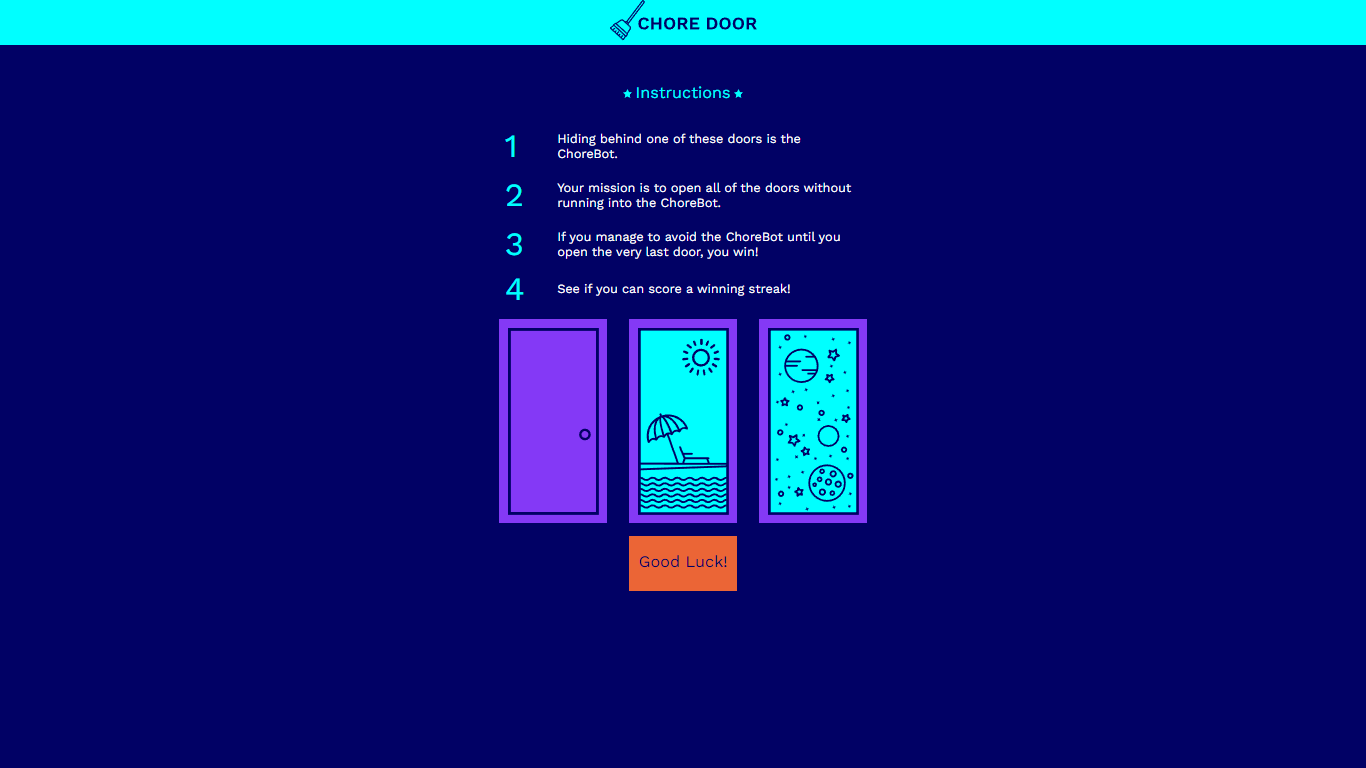 CHORE DOOR
Instructions
1
Hiding behind one of these doors is the
ChoreBot.
2
Your mission is to open all of the doors without
running into the ChoreBot.
3
If you manage to avoid the ChoreBot until you
open the very last door, you win!
4
See if you can score a winning streak!
Good Luck!